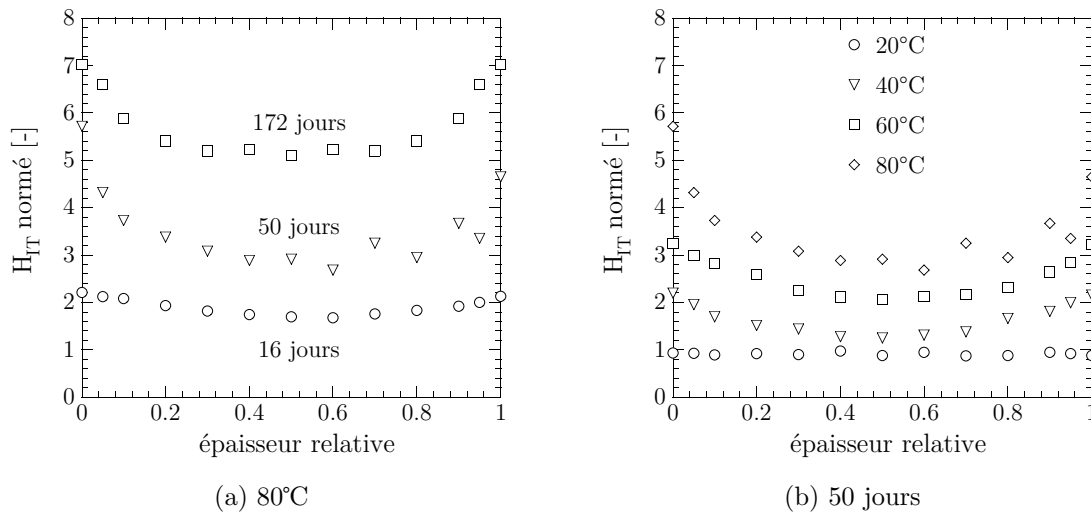 8
7
6
5
4
3
2
1
0
H_IT normé [-]
172 jours
50 jours
16 jours
0 0.2 0.4 0.6 0.8 1
épaisseur relative
(a) 80°C
8
7
6
5
4
3
2
1
0
H_IT normé [-]
20°C
40°C
60°C
80°C
0 0.2 0.4 0.6 0.8 1
épaisseur relative
(b) 50 jours